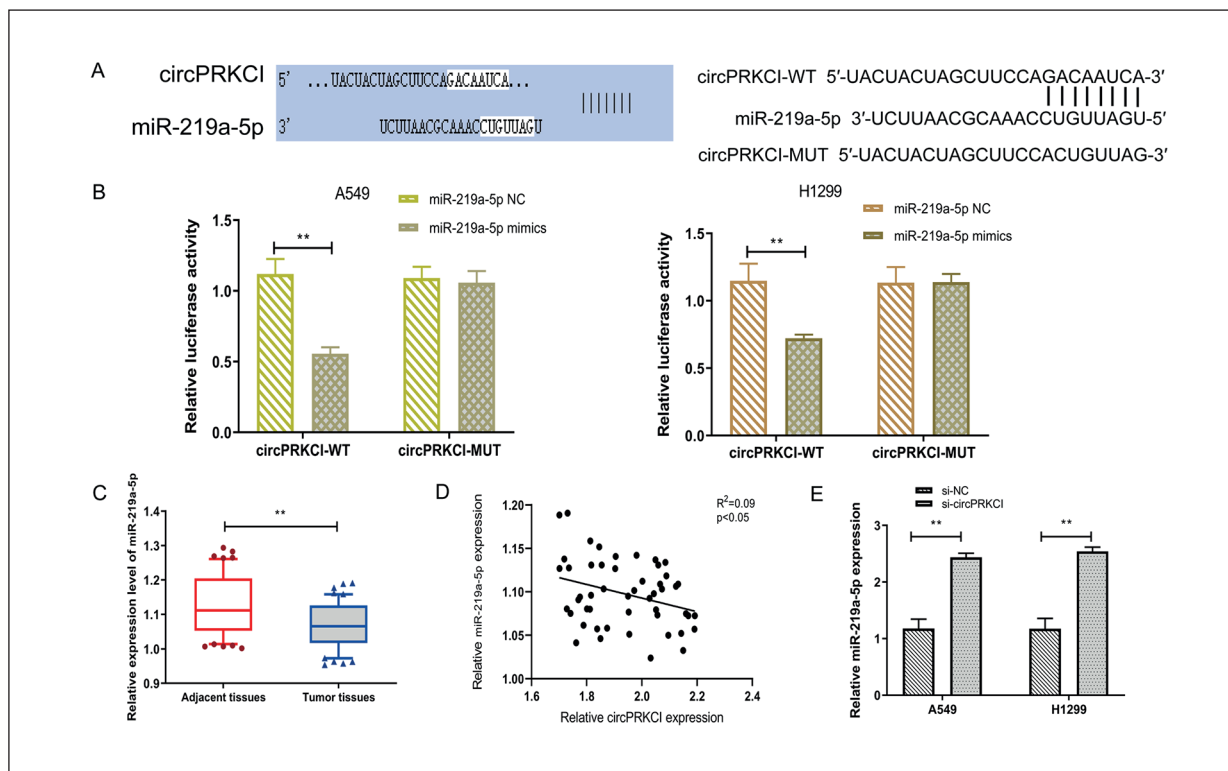 A
circPRKCI
5' ...UACUACUAGCUUCCAGACAAUCA...
miR-219a-5p
3' UCUUAACGCAAACCUGUUAGU
circPRKCI-WT 5′-UACUACUAGCUUCCAGACAAUCA-3′
miR-219a-5p 3′-UCUUAACGCAAACCUGUUAGU-5′
circPRKCI-MUT 5′-UACUACUAGCUUCCACUGUUAG-3′
B
A549
miR-219a-5p NC
miR-219a-5p mimics
Relative luciferase activity
1.5
1.0
0.5
0.0
**
circPRKCI-WT
circPRKCI-MUT
H1299
miR-219a-5p NC
miR-219a-5p mimics
Relative luciferase activity
1.5
1.0
0.5
0.0
**
circPRKCI-WT
circPRKCI-MUT
C
Relative expression level of miR-219a-5p
1.4
1.3
1.2
1.1
1.0
0.9
**
Adjacent tissues
Tumor tissues
D
Relative miR-219a-5p expression
1.20
1.15
1.10
1.05
1.00
R²=0.09
p<0.05
1.6
1.8
2.0
2.2
2.4
Relative circPRKCI expression
E
si-NC
si-circPRKCI
Relative miR-219a-5p expression
3
2
1
0
**
**
A549
H1299